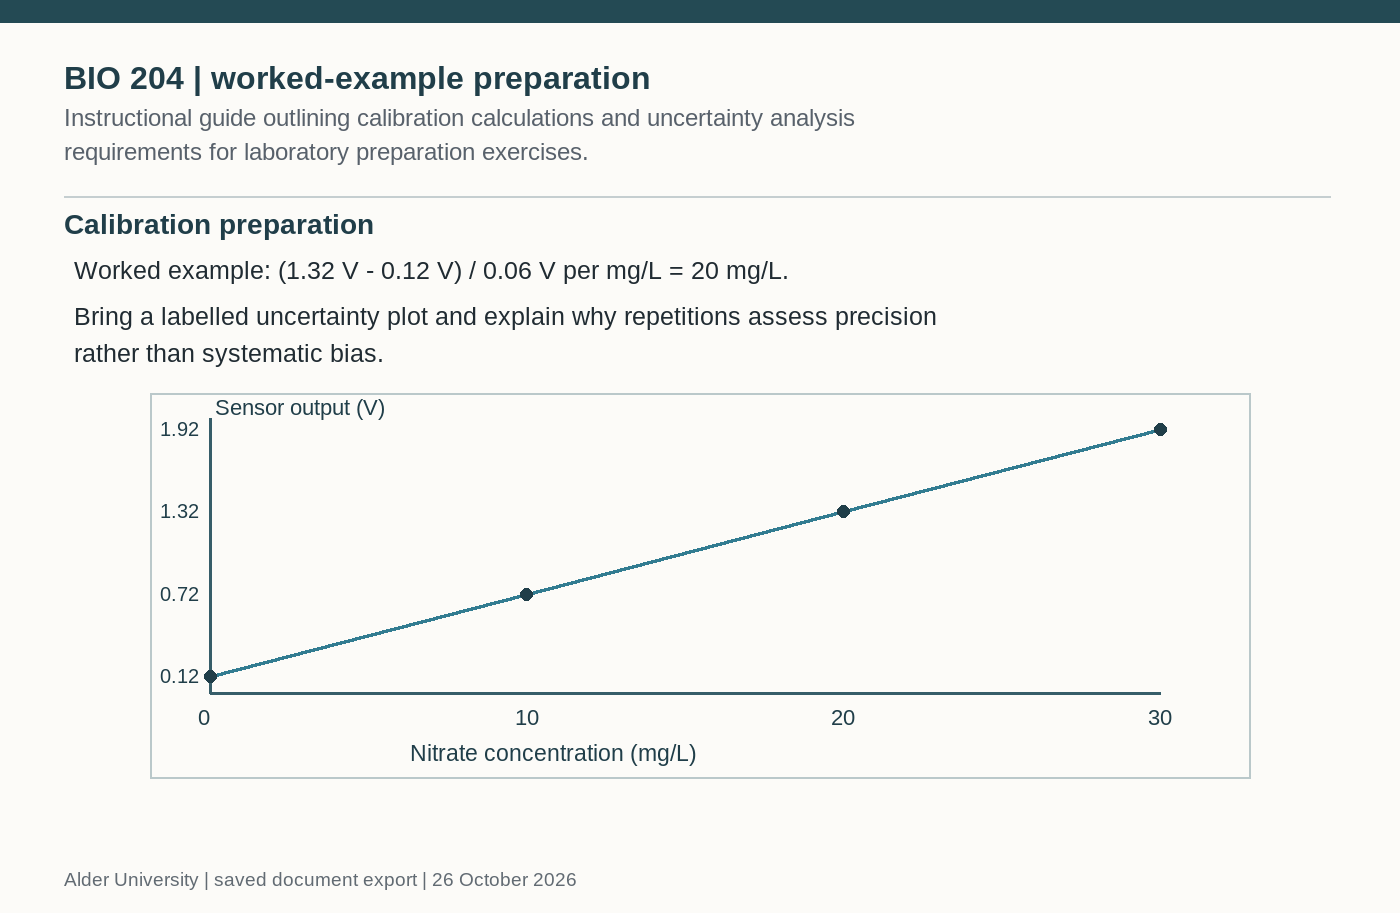 BIO 204 | worked-example preparation
Instructional guide outlining calibration calculations and uncertainty analysis
requirements for laboratory preparation exercises.
Calibration preparation
Worked example: (1.32 V - 0.12 V) / 0.06 V per mg/L = 20 mg/L.
Bring a labelled uncertainty plot and explain why repetitions assess precision
rather than systematic bias.
Sensor output (V)
1.92
1.32
0.72
0.12
0 10 20 30
Nitrate concentration (mg/L)
Alder University | saved document export | 26 October 2026